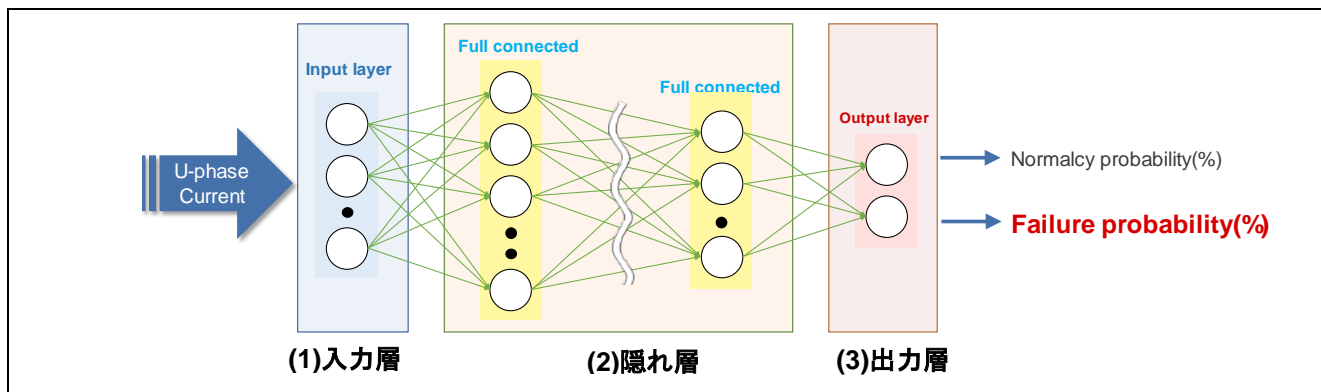 U-phase
Current
Input layer
Full connected
Full connected
Output layer
Normalcy probability(%)
Failure probability(%)
(1)入力層
(2)隠れ層
(3)出力層